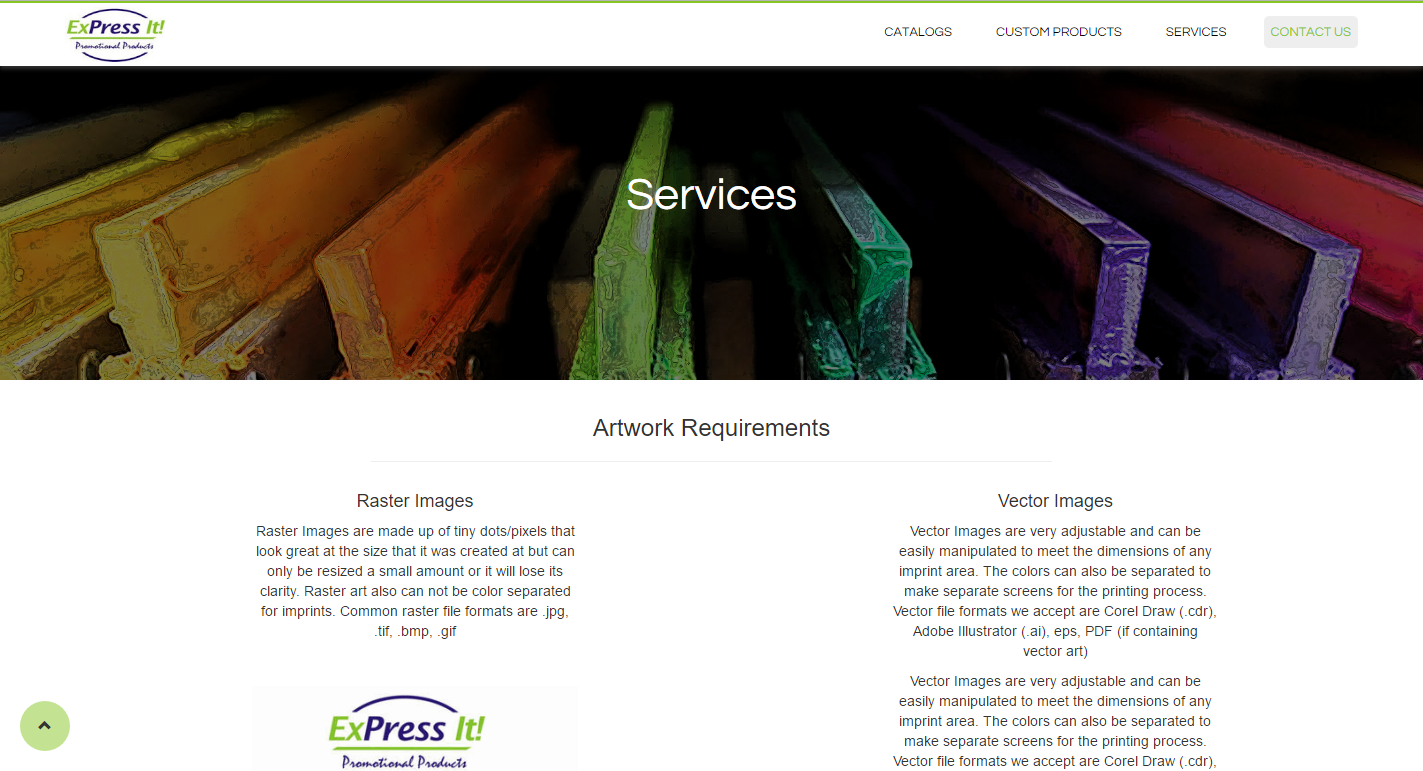 ExPress It!
Promotional Products
CATALOGS
CUSTOM PRODUCTS
SERVICES
CONTACT US
Services
Artwork Requirements
Raster Images
Raster Images are made up of tiny dots/pixels that
look great at the size that it was created at but can
only be resized a small amount or it will lose its
clarity. Raster art also can not be color separated
for imprints. Common raster file formats are .jpg,
.tif, .bmp, .gif
ExPress It!
Promotional Products
Vector Images
Vector Images are very adjustable and can be
easily manipulated to meet the dimensions of any
imprint area. The colors can also be separated to
make separate screens for the printing process.
Vector file formats we accept are Corel Draw (.cdr),
Adobe Illustrator (.ai), eps, PDF (if containing
vector art)
Vector Images are very adjustable and can be
easily manipulated to meet the dimensions of any
imprint area. The colors can also be separated to
make separate screens for the printing process.
Vector file formats we accept are Corel Draw (.cdr),